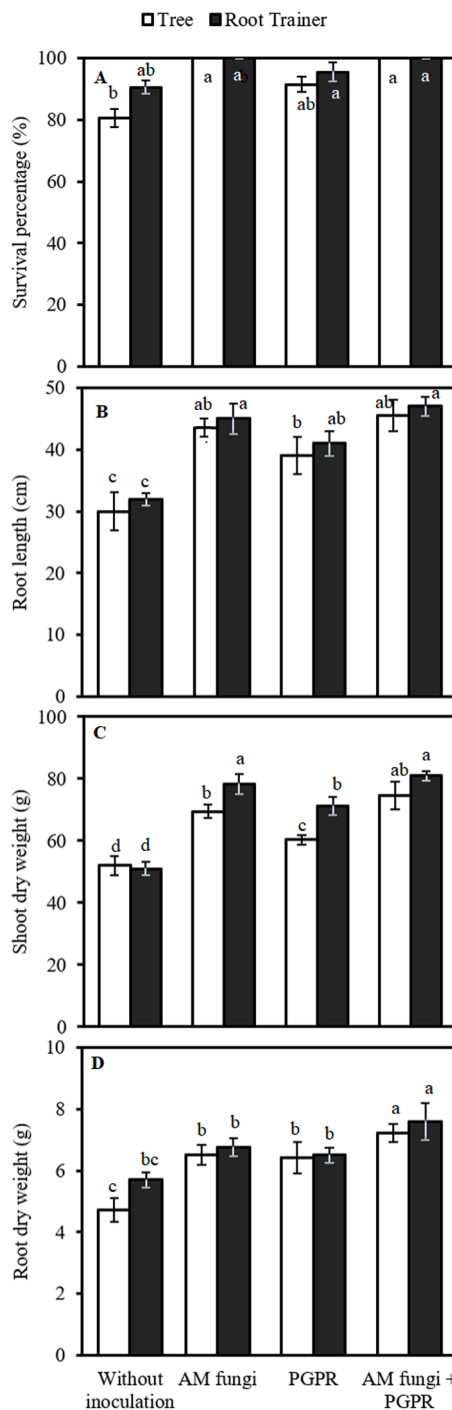 Tree Root Trainer
A
Survival percentage (%)
100
80
60
40
20
0
b ab a a b ab a a a
B
Root length (cm)
50
40
30
20
10
0
c c ab a b ab ab a
C
Shoot dry weight (g)
100
80
60
40
20
0
d d b a c b ab a
D
Root dry weight (g)
10
8
6
4
2
0
c bc b b b b a a
Without inoculation
AM fungi
PGPR
AM fungi + PGPR